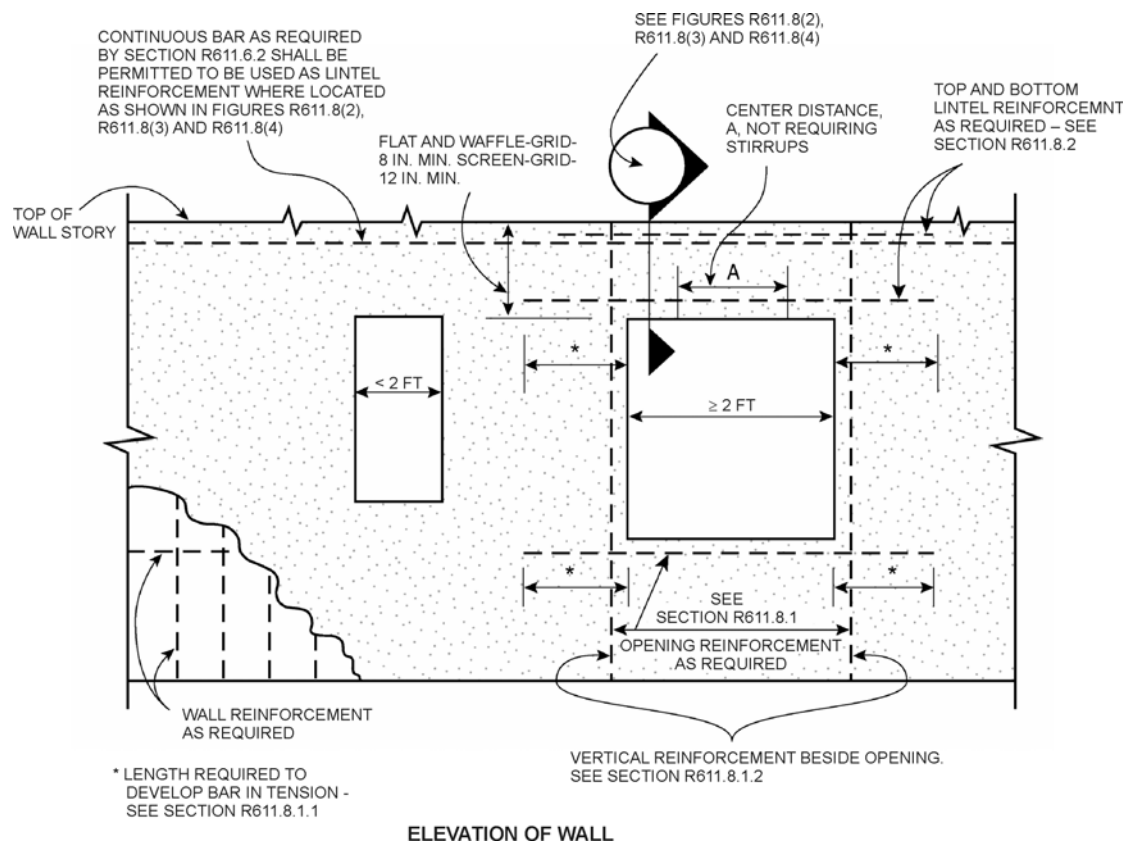 SEE FIGURES R611.8(2),
R611.8(3) AND R611.8(4)
CONTINUOUS BAR AS REQUIRED
BY SECTION R611.6.2 SHALL BE
PERMITTED TO BE USED AS LINTEL
REINFORCEMENT WHERE LOCATED
AS SHOWN IN FIGURES R611.8(2),
R611.8(3) AND R611.8(4)
FLAT AND WAFFLE-GRID-
8 IN. MIN. SCREEN-GRID-
12 IN. MIN.
CENTER DISTANCE,
A, NOT REQUIRING
STIRRUPS
TOP AND BOTTOM
LINTEL REINFORCEMNT
AS REQUIRED – SEE
SECTION R611.8.2
TOP OF
WALL STORY
A
*
*
< 2 FT
≥ 2 FT
*
*
SEE
SECTION R611.8.1
OPENING REINFORCEMENT
AS REQUIRED
WALL REINFORCEMENT
AS REQUIRED
VERTICAL REINFORCEMENT BESIDE OPENING.
SEE SECTION R611.8.1.2
* LENGTH REQUIRED TO
DEVELOP BAR IN TENSION -
SEE SECTION R611.8.1.1
ELEVATION OF WALL